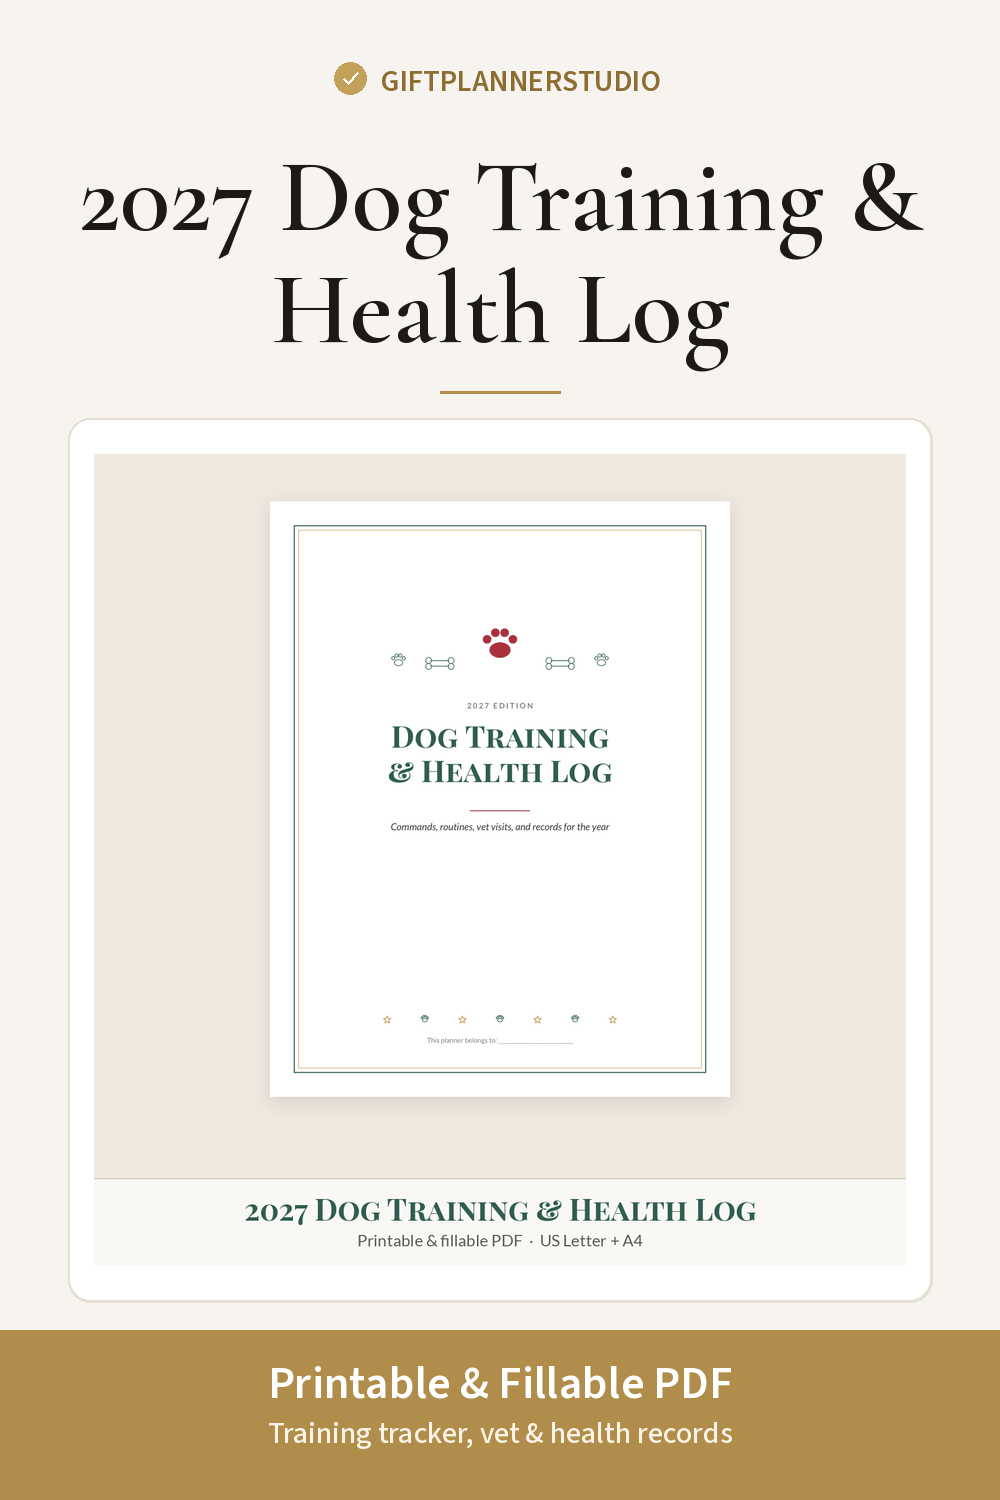 GIFTPLANNERSTUDIO
2027 Dog Training &
Health Log
2027 EDITION
DOG TRAINING
& HEALTH LOG
Commands, routines, vet visits, and records for the year
This planner belongs to: ____________________
2027 DOG TRAINING & HEALTH LOG
Printable & fillable PDF · US Letter + A4
Printable & Fillable PDF
Training tracker, vet & health records